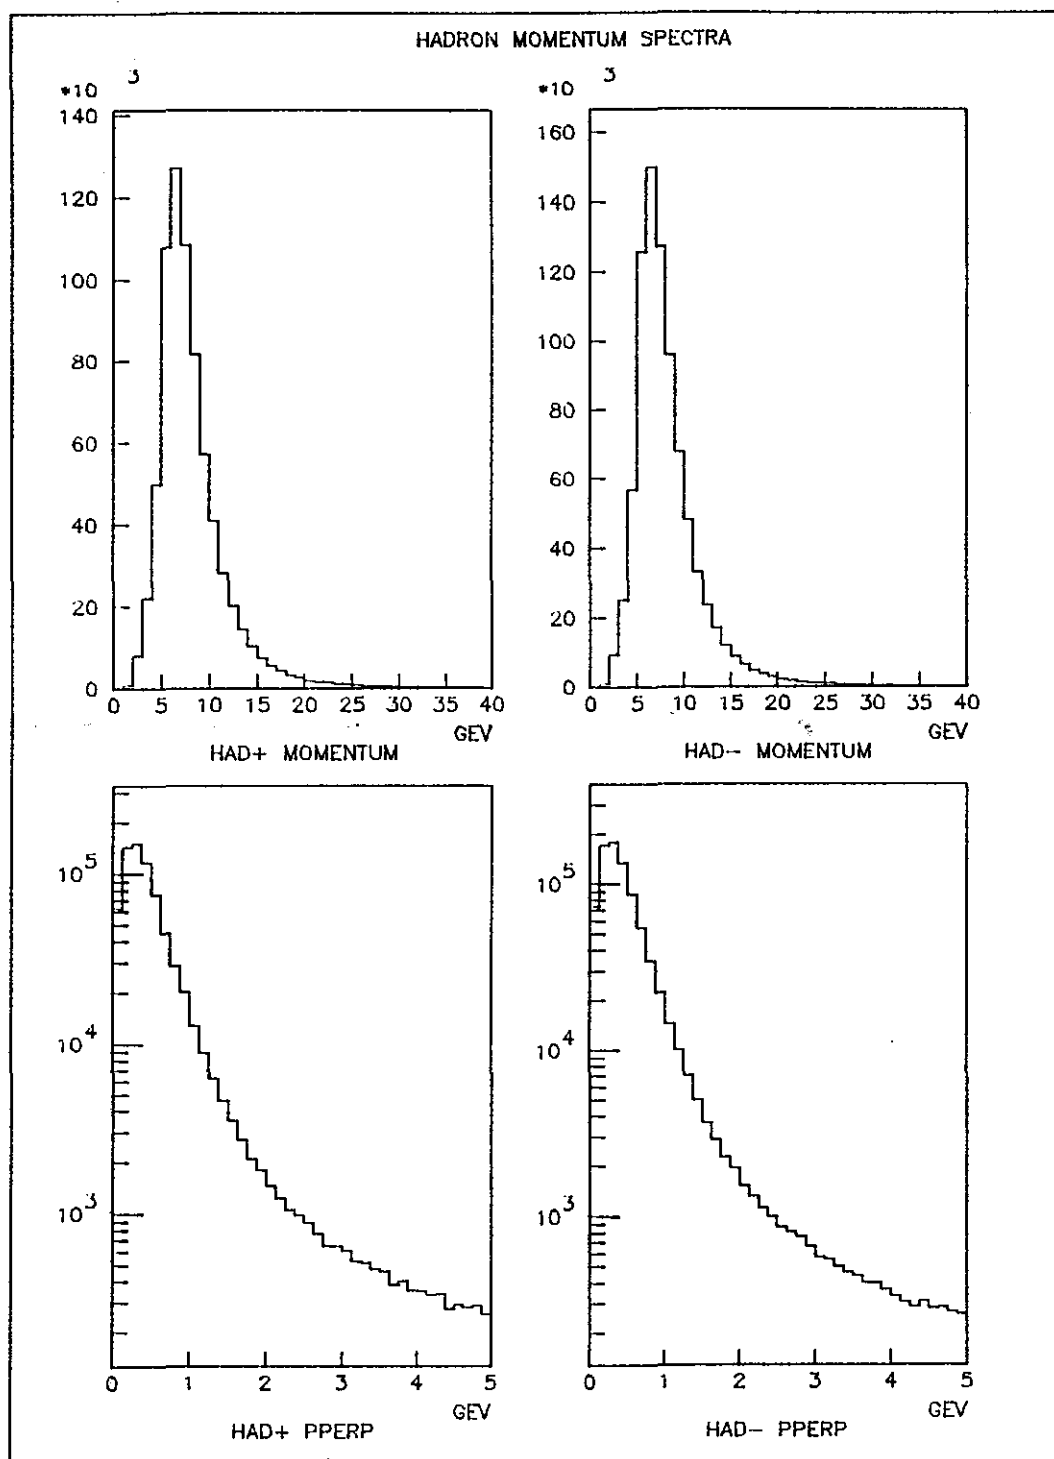 HADRON MOMENTUM SPECTRA
*10 3
140
120
100
80
60
40
20
0
0 5 10 15 20 25 30 35 40
GEV
HAD+ MOMENTUM
*10 3
160
140
120
100
80
60
40
20
0
0 5 10 15 20 25 30 35 40
GEV
HAD- MOMENTUM
10^5
10^4
10^3
0 1 2 3 4 5
GEV
HAD+ PPERP
10^5
10^4
10^3
0 1 2 3 4 5
GEV
HAD- PPERP